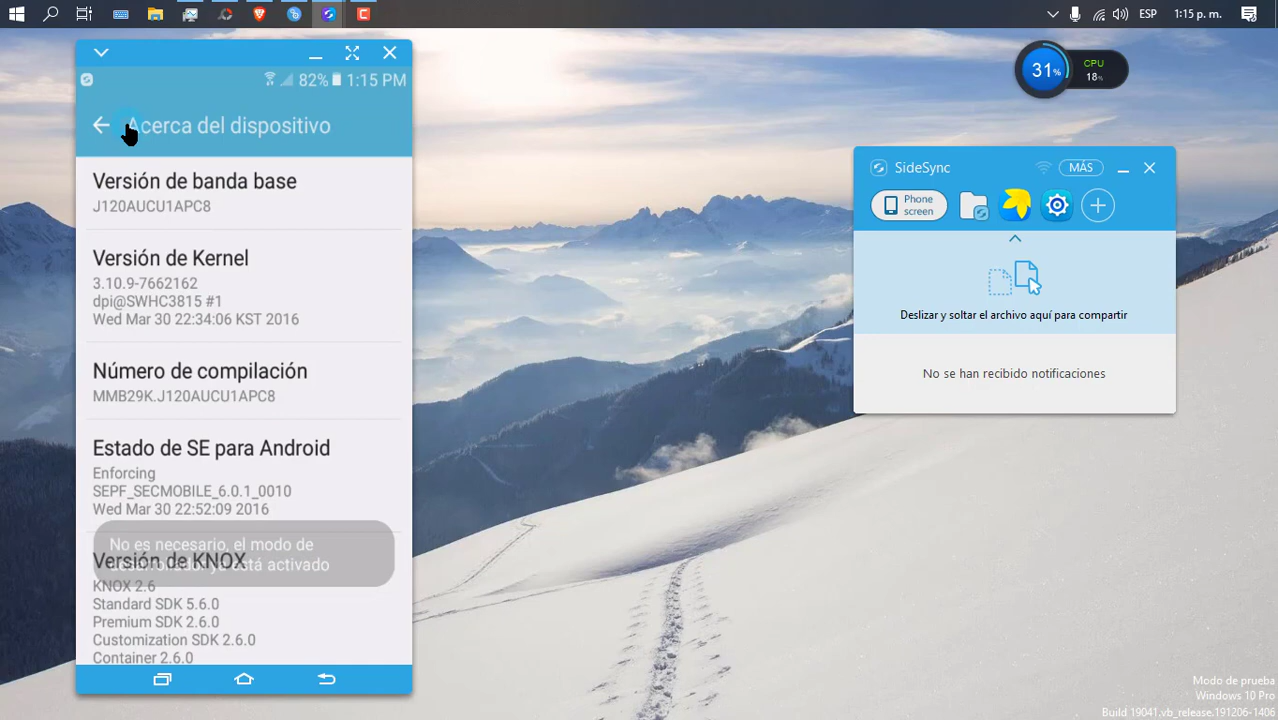 ESP
1:15 p. m.
82%
1:15 PM
Acerca del dispositivo
Versión de banda base
J120AUCU1APC8
Versión de Kernel
3.10.9-7662162
dpi@SWHC3815 #1
Wed Mar 30 22:34:06 KST 2016
Número de compilación
MMB29K.J120AUCU1APC8
Estado de SE para Android
Enforcing
SEPF_SECMOBILE_6.0.1_0010
Wed Mar 30 22:52:09 2016
No es necesario, el modo de
desarrollador ya está activado
Versión de KNOX
KNOX 2.6
Standard SDK 5.6.0
Premium SDK 2.6.0
Customization SDK 2.6.0
Container 2.6.0
31%
CPU
18%
SideSync
MÁS
Phone
screen
Deslizar y soltar el archivo aquí para compartir
No se han recibido notificaciones
Modo de prueba
Windows 10 Pro
Build 19041.vb_release.191206-1406